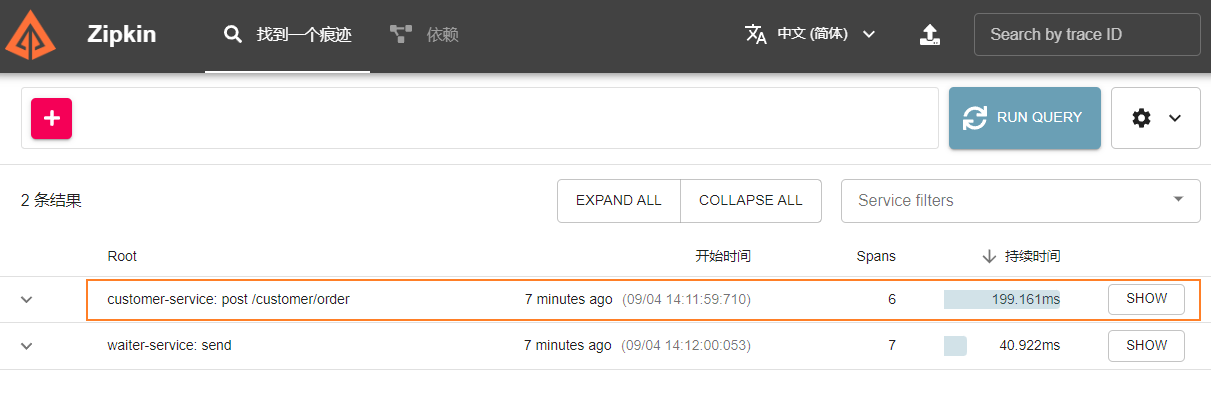 Zipkin 找到一个痕迹 依赖 中文 (简体) Search by trace ID
RUN QUERY
2 条结果 EXPAND ALL COLLAPSE ALL Service filters
Root 开始时间 Spans 持续时间
customer-service: post /customer/order 7 minutes ago (09/04 14:11:59:710) 6 199.161ms SHOW
waiter-service: send 7 minutes ago (09/04 14:12:00:053) 7 40.922ms SHOW